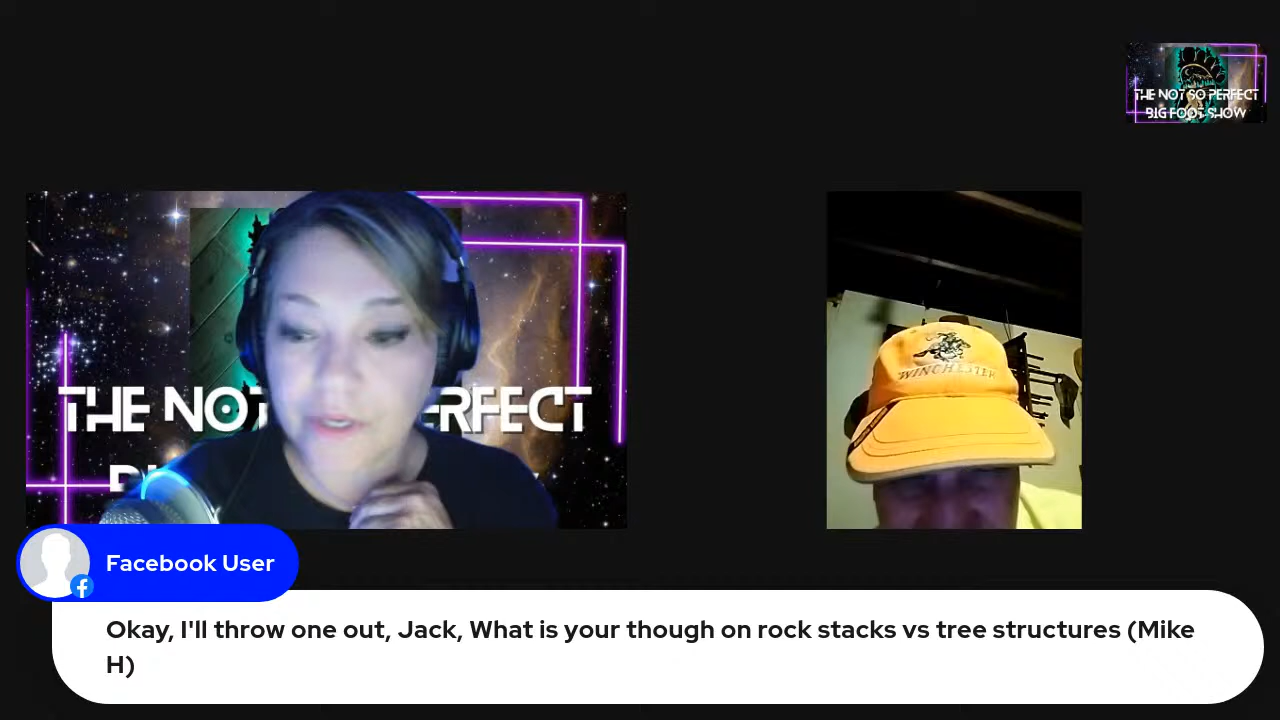 THE NOT SO PERFECT
BIG FOOT SHOW
THE NOT PERFECT
WINCHESTER
Facebook User
Okay, I'll throw one out, Jack, What is your though on rock stacks vs tree structures (Mike
H)